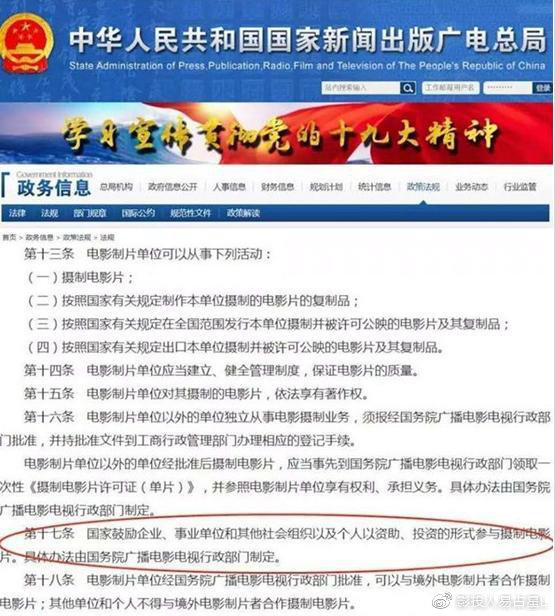 中华人民共和国国家新闻出版广电总局
State Administration of Press,Publication,Radio,Film and Television of The People's Republic of China
站内搜索输入 工作邮箱用户名 ········ 登录
学习宣传贯彻党的十九大精神
Government Information
政务信息 总局机构 政府信息公开 人事信息 财务信息 规划计划 统计信息 政策法规 业务动态 行业监管
法律 法规 部门规章 国际公约 规范性文件 政策解读
首页 > 政务信息 > 政策法规 > 法规
第十三条 电影制片单位可以从事下列活动：
（一）摄制电影片；
（二）按照国家有关规定制作本单位摄制的电影片的复制品；
（三）按照国家有关规定在全国范围发行本单位摄制并被许可公映的电影片及其复制品；
（四）按照国家有关规定出口本单位摄制并被许可公映的电影片及其复制品。
第十四条 电影制片单位应当建立、健全管理制度，保证电影片的质量。
第十五条 电影制片单位对其摄制的电影片，依法享有著作权。
第十六条 电影制片单位以外的单位独立从事电影摄制业务，须报经国务院广播电影电视行政部
门批准，并持批准文件到工商行政管理部门办理相应的登记手续。
电影制片单位以外的单位经批准后摄制电影片，应当事先到国务院广播电影电视行政部门领取一
次性《摄制电影片许可证（单片）》，并参照电影制片单位享有权利、承担义务。具体办法由国务院
广播电影电视行政部门制定。
第十七条 国家鼓励企业、事业单位和其他社会组织以及个人以资助、投资的形式参与摄制电影
片。具体办法由国务院广播电影电视行政部门制定。
第十八条 电影制片单位经国务院广播电影电视行政部门批准，可以与境外电影制片者合作摄制
电影片；其他单位和个人不得与境外电影制片者合作摄制电影片。